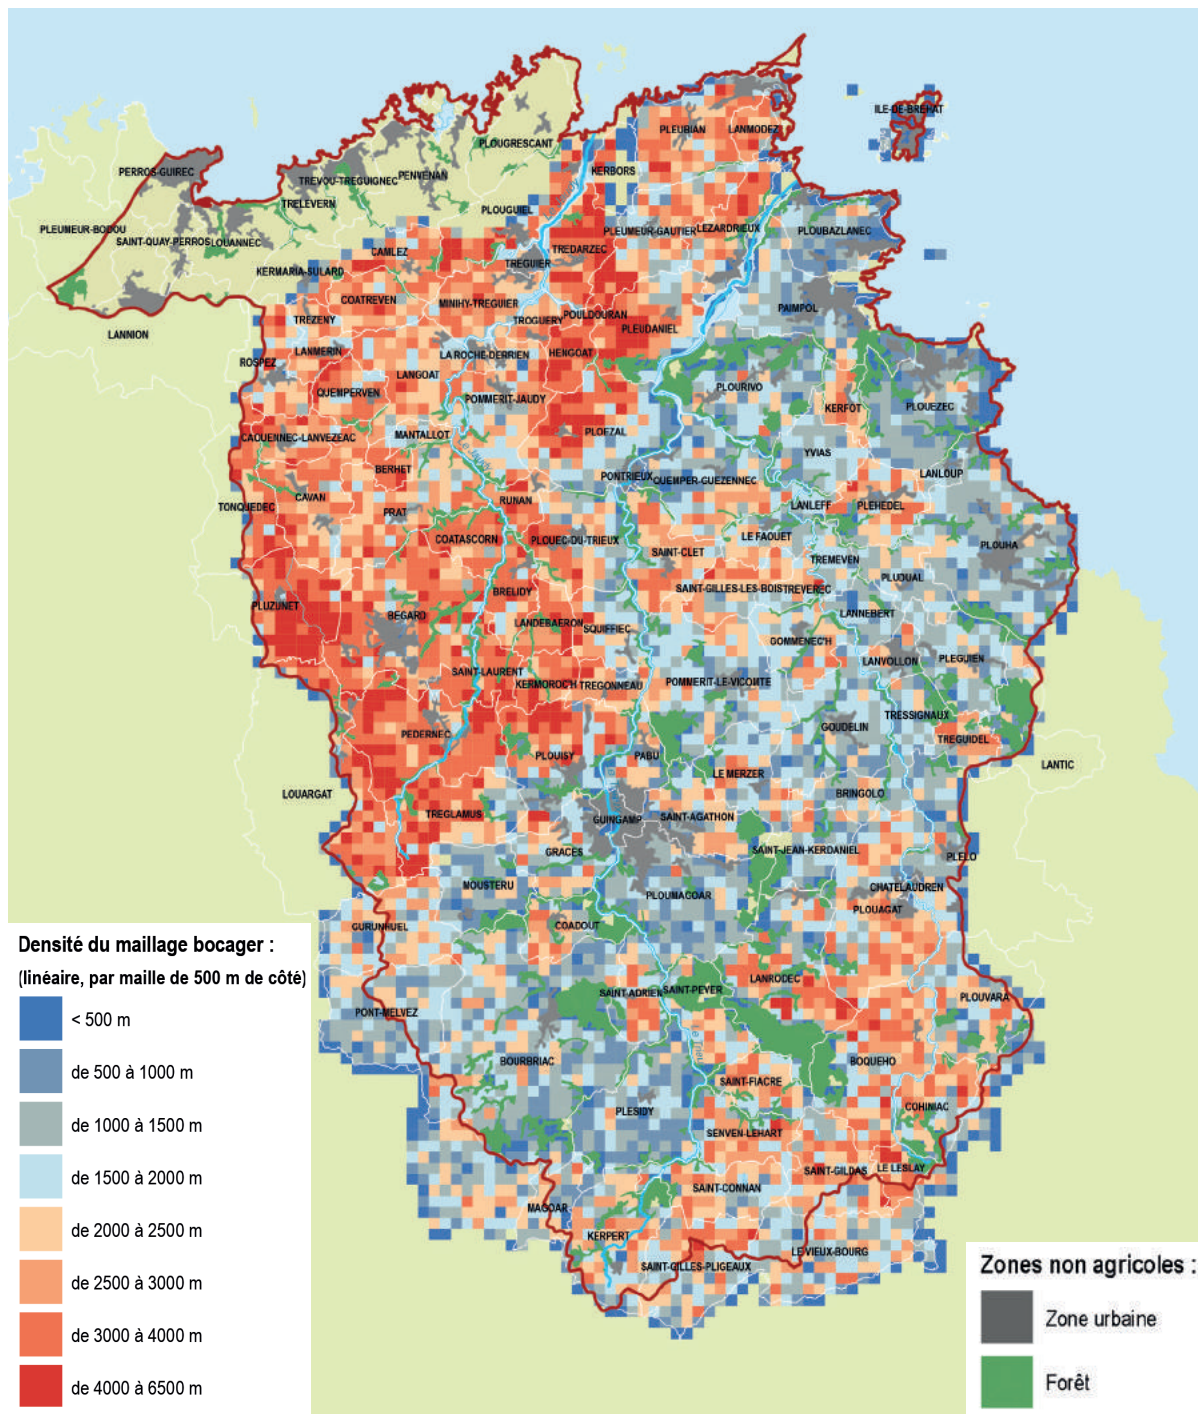 ILE-DE-BREHAT
PLEUBIAN
LANMODEZ
PLOUGRESCANT
PERROS-GUIREC
KERBORS
TREVOU-TREGUIGNEC
PENVENAN
TRELEVERN
PLOUGUIEL
PLEUMEUR-BODOU
SAINT-QUAY-PERROS
LOUANNEC
PLEUMEUR-GAUTIER
LEZARDRIEUX
PLOUBAZLANEC
CAMLEZ
TREDARZEC
TREGUIER
KERMARIA-SULARD
COATREVEN
MINIHY-TREGUIER
PAIMPOL
TREZENY
TROGUERY
POULDOURAN
PLEUDANIEL
LANNION
LANMERIN
LA ROCHE-DERRIEN
HENGOAT
ROSPEZ
LANGOAT
QUEMPERVEN
PLOURIVO
POMMERIT-JAUDY
KERFOT
PLOUEZEC
CAOUENNEC-LANVEZEAC
MANTALLOT
PLOEZAL
YVIAS
BERHET
PONTRIEUX
QUEMPER-GUEZENNEC
LANLOUP
CAVAN
TONQUEDEC
RUNAN
PRAT
LANLEFF
PLEHEDEL
COATASCORN
PLOUEC-DU-TRIEUX
LE FAOUET
PLOUHA
SAINT-CLET
TREMEVEN
PLUDUAL
BRELIDY
SAINT-GILLES-LES-BOIS
TREVEREC
PLUZUNET
BEGARD
LANDEBAERON
SQUIFFIEC
LANNEBERT
GOMMENEC'H
LANVOLLON
PLEGUIEN
SAINT-LAURENT
KERMOROC'H
TREGONNEAU
POMMERIT-LE-VICOMTE
TRESSIGNAUX
GOUDELIN
PEDERNEC
TREGUIDEL
PLOUISY
PABU
LE MERZER
LANTIC
LOUARGAT
BRINGOLO
TREGLAMUS
GUINGAMP
SAINT-AGATHON
GRACES
SAINT-JEAN-KERDANIEL
PLELO
MOUSTERU
PLOUMAGOAR
CHATELAUDREN
PLOUAGAT
GURUNHUEL
COADOUT
LANRODEC
SAINT-ADRIEN
SAINT-PEVER
PLOUVARA
PONT-MELVEZ
BOURBRIAC
BOQUEHO
SAINT-FIACRE
PLESIDY
COHINIAC
SENVEN-LEHART
SAINT-GILDAS
LE LESLAY
SAINT-CONNAN
MAGOAR
KERPERT
LE VIEUX-BOURG
SAINT-GILLES-PLIGEAUX
Densité du maillage bocager :
(linéaire, par maille de 500 m de côté)
< 500 m
de 500 à 1000 m
de 1000 à 1500 m
de 1500 à 2000 m
de 2000 à 2500 m
de 2500 à 3000 m
de 3000 à 4000 m
de 4000 à 6500 m
Zones non agricoles :
Zone urbaine
Forêt